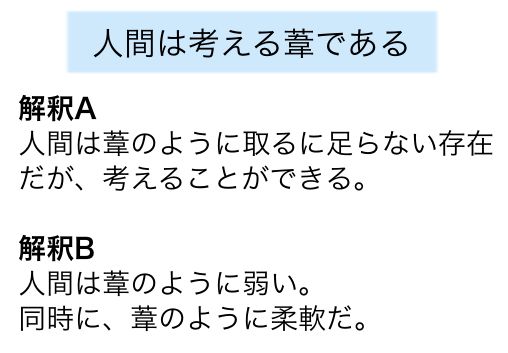 人間は考える葦である
解釈A
人間は葦のように取るに足らない存在
だが、考えることができる。
解釈B
人間は葦のように弱い。
同時に、葦のように柔軟だ。